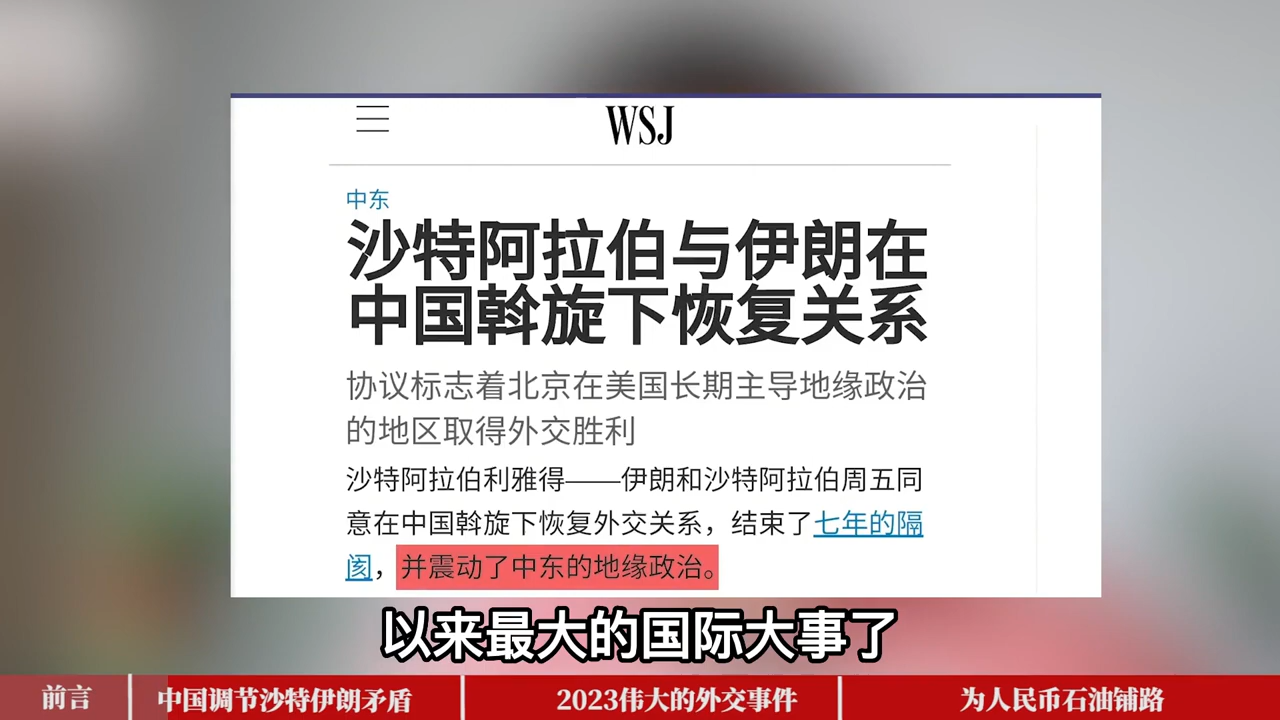 WSJ
中东
沙特阿拉伯与伊朗在
中国斡旋下恢复关系
协议标志着北京在美国长期主导地缘政治
的地区取得外交胜利
沙特阿拉伯利雅得——伊朗和沙特阿拉伯周五同
意在中国斡旋下恢复外交关系，结束了七年的隔
阂，并震动了中东的地缘政治。
以来最大的国际大事了
前言
中国调节沙特伊朗矛盾
2023伟大的外交事件
为人民币石油铺路